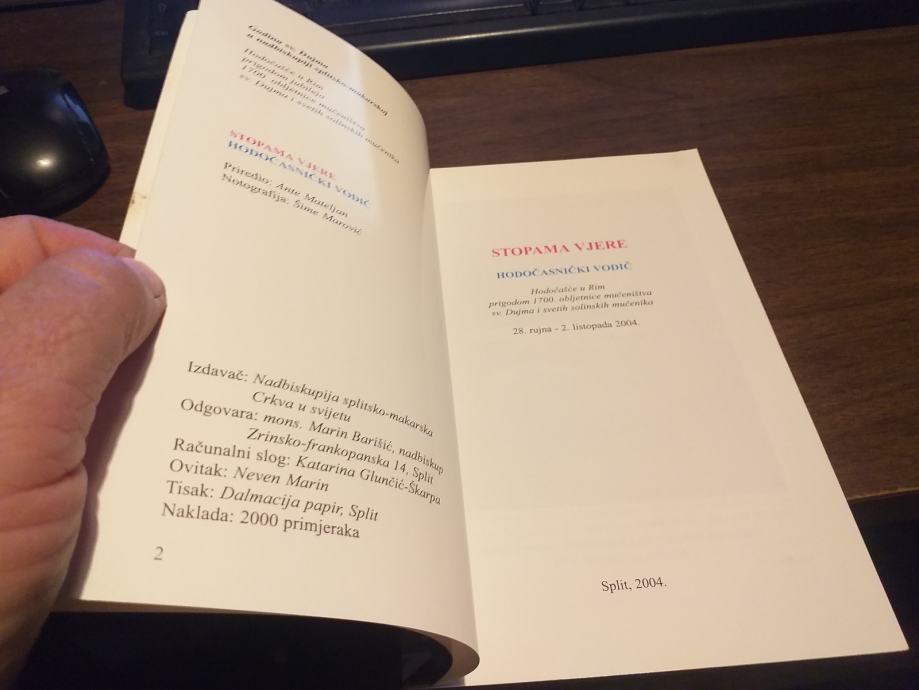 Godina sv. Dujma
u nadbiskupiji splitsko-makarskoj
Hodočašće u Rim
prigodom jubileja
1700. obljetnice mučeništva
sv. Dujma i svetih solinskih mučenika
STOPAMA VJERE
HODOČASNIČKI VODIČ
Priredio: Ante Mateljan
Notografija: Šime Marović
Izdavač: Nadbiskupija splitsko-makarska
Crkva u svijetu
Odgovara: mons. Marin Barišić, nadbiskup
Zrinsko-frankopanska 14, Split
Računalni slog: Katarina Glunčić-Škarpa
Ovitak: Neven Marin
Tisak: Dalmacija papir, Split
Naklada: 2000 primjeraka
2
STOPAMA VJERE
HODOČASNIČKI VODIČ
Hodočašće u Rim
prigodom 1700. obljetnice mučeništva
sv. Dujma i svetih solinskih mučenika
28. rujna - 2. listopada 2004.
Split, 2004.